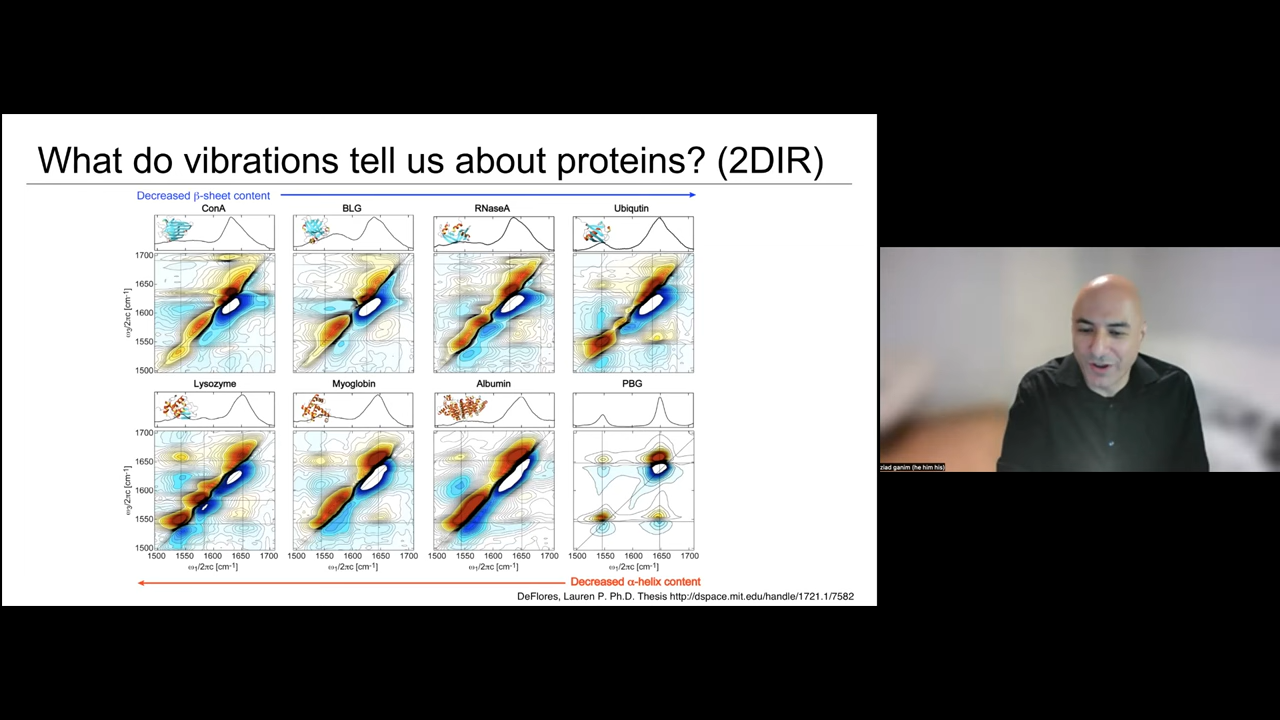 What do vibrations tell us about proteins? (2DIR)
Decreased β-sheet content
ConA BLG RNaseA Ubiqutin
1700
1650
1600
1550
1500
ω₃/2πc [cm⁻¹]
Lysozyme Myoglobin Albumin PBG
1700
1650
1600
1550
1500
ω₃/2πc [cm⁻¹]
1500 1550 1600 1650 1700 1500 1550 1600 1650 1700 1500 1550 1600 1650 1700 1500 1550 1600 1650 1700
ω₁/2πc [cm⁻¹] ω₁/2πc [cm⁻¹] ω₁/2πc [cm⁻¹] ω₁/2πc [cm⁻¹]
Decreased α-helix content
DeFlores, Lauren P. Ph.D. Thesis http://dspace.mit.edu/handle/1721.1/7582
ziad ganim (he him his)